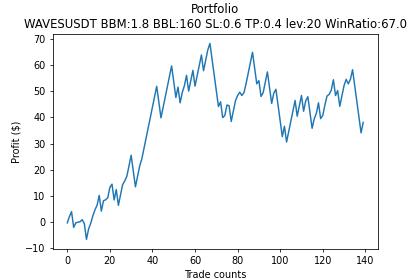 Portfolio
WAVESUSDT BBM:1.8 BBL:160 SL:0.6 TP:0.4 lev:20 WinRatio:67.0
70
60
50
40
30
20
10
0
−10
Profit ($)
0 20 40 60 80 100 120 140
Trade counts